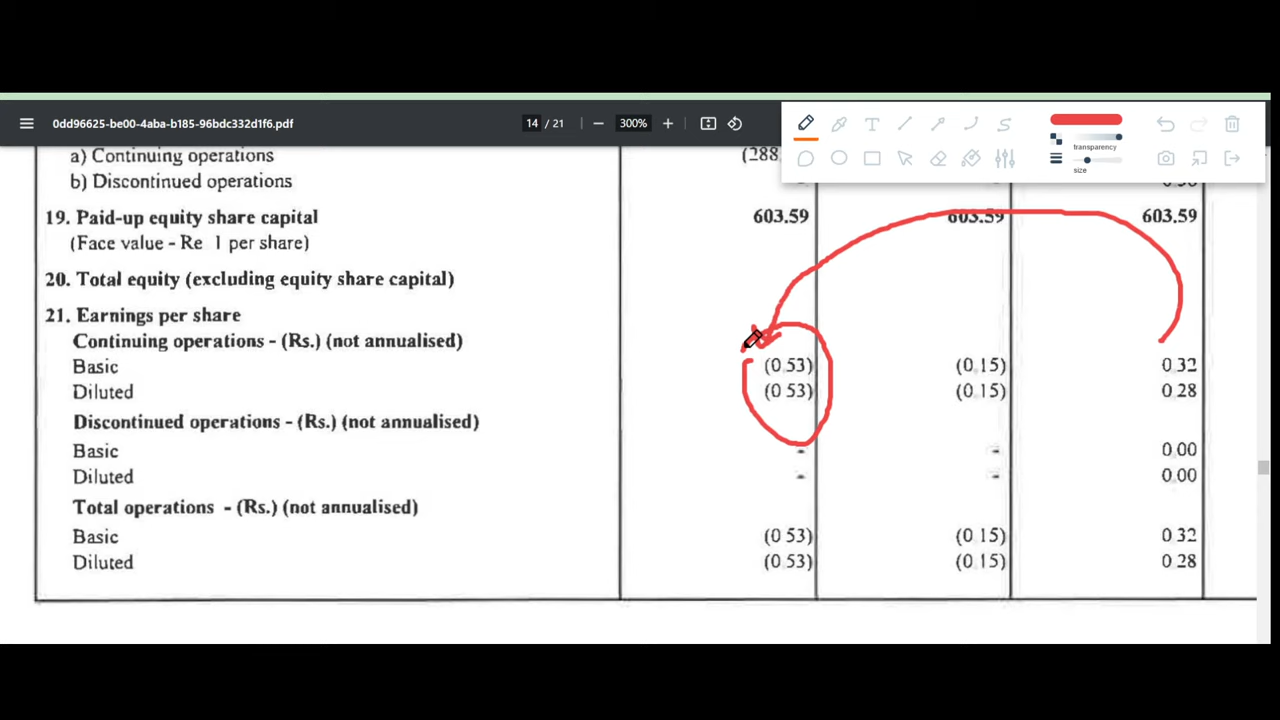 0dd96625-be00-4aba-b185-96bdc332d1f6.pdf 14 / 21 300%
transparency
size
a) Continuing operations (288
b) Discontinued operations
19. Paid-up equity share capital 603.59 603.59 603.59
(Face value - Re 1 per share)
20. Total equity (excluding equity share capital)
21. Earnings per share
Continuing operations - (Rs.) (not annualised)
Basic (0.53) (0.15) 0.32
Diluted (0 53) (0.15) 0.28
Discontinued operations - (Rs.) (not annualised)
Basic - - 0.00
Diluted - - 0.00
Total operations - (Rs.) (not annualised)
Basic (0 53) (0.15) 0 32
Diluted (0 53) (0 15) 0 28